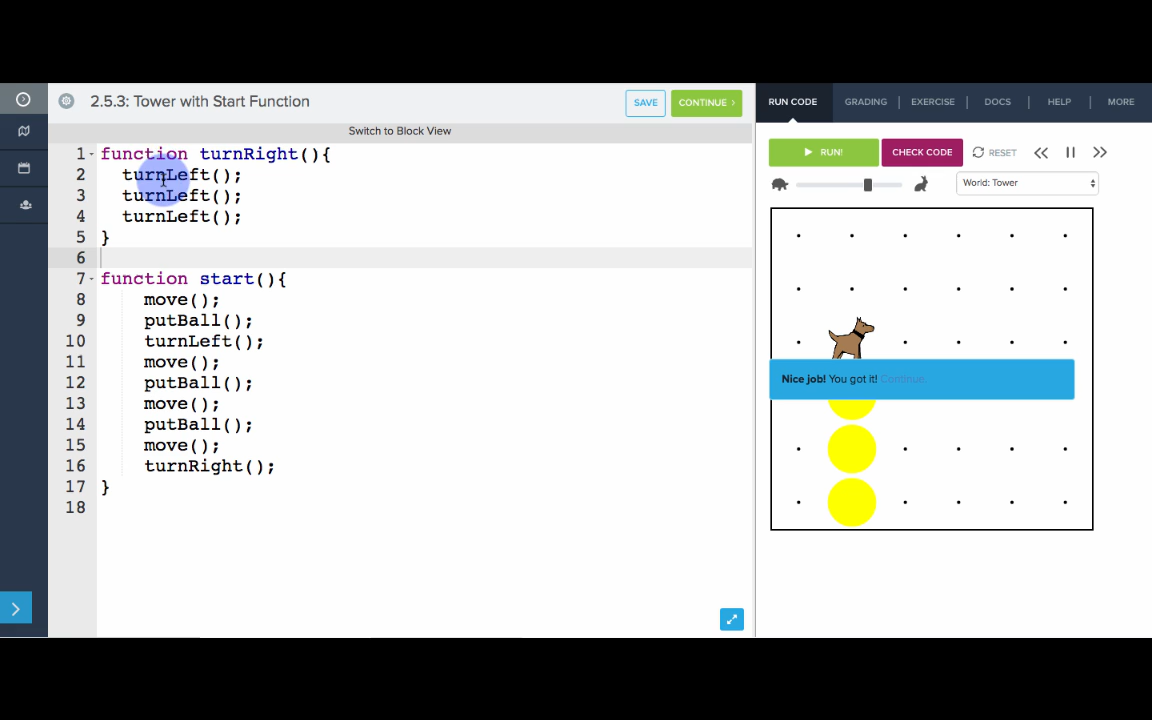 2.5.3: Tower with Start Function
SAVE
CONTINUE ›
RUN CODE
GRADING
EXERCISE
DOCS
HELP
MORE
Switch to Block View
1 function turnRight(){
2 turnLeft();
3 turnLeft();
4 turnLeft();
5 }
6
7 function start(){
8 move();
9 putBall();
10 turnLeft();
11 move();
12 putBall();
13 move();
14 putBall();
15 move();
16 turnRight();
17 }
18
RUN!
CHECK CODE
RESET
World: Tower
Nice job! You got it! Continue.